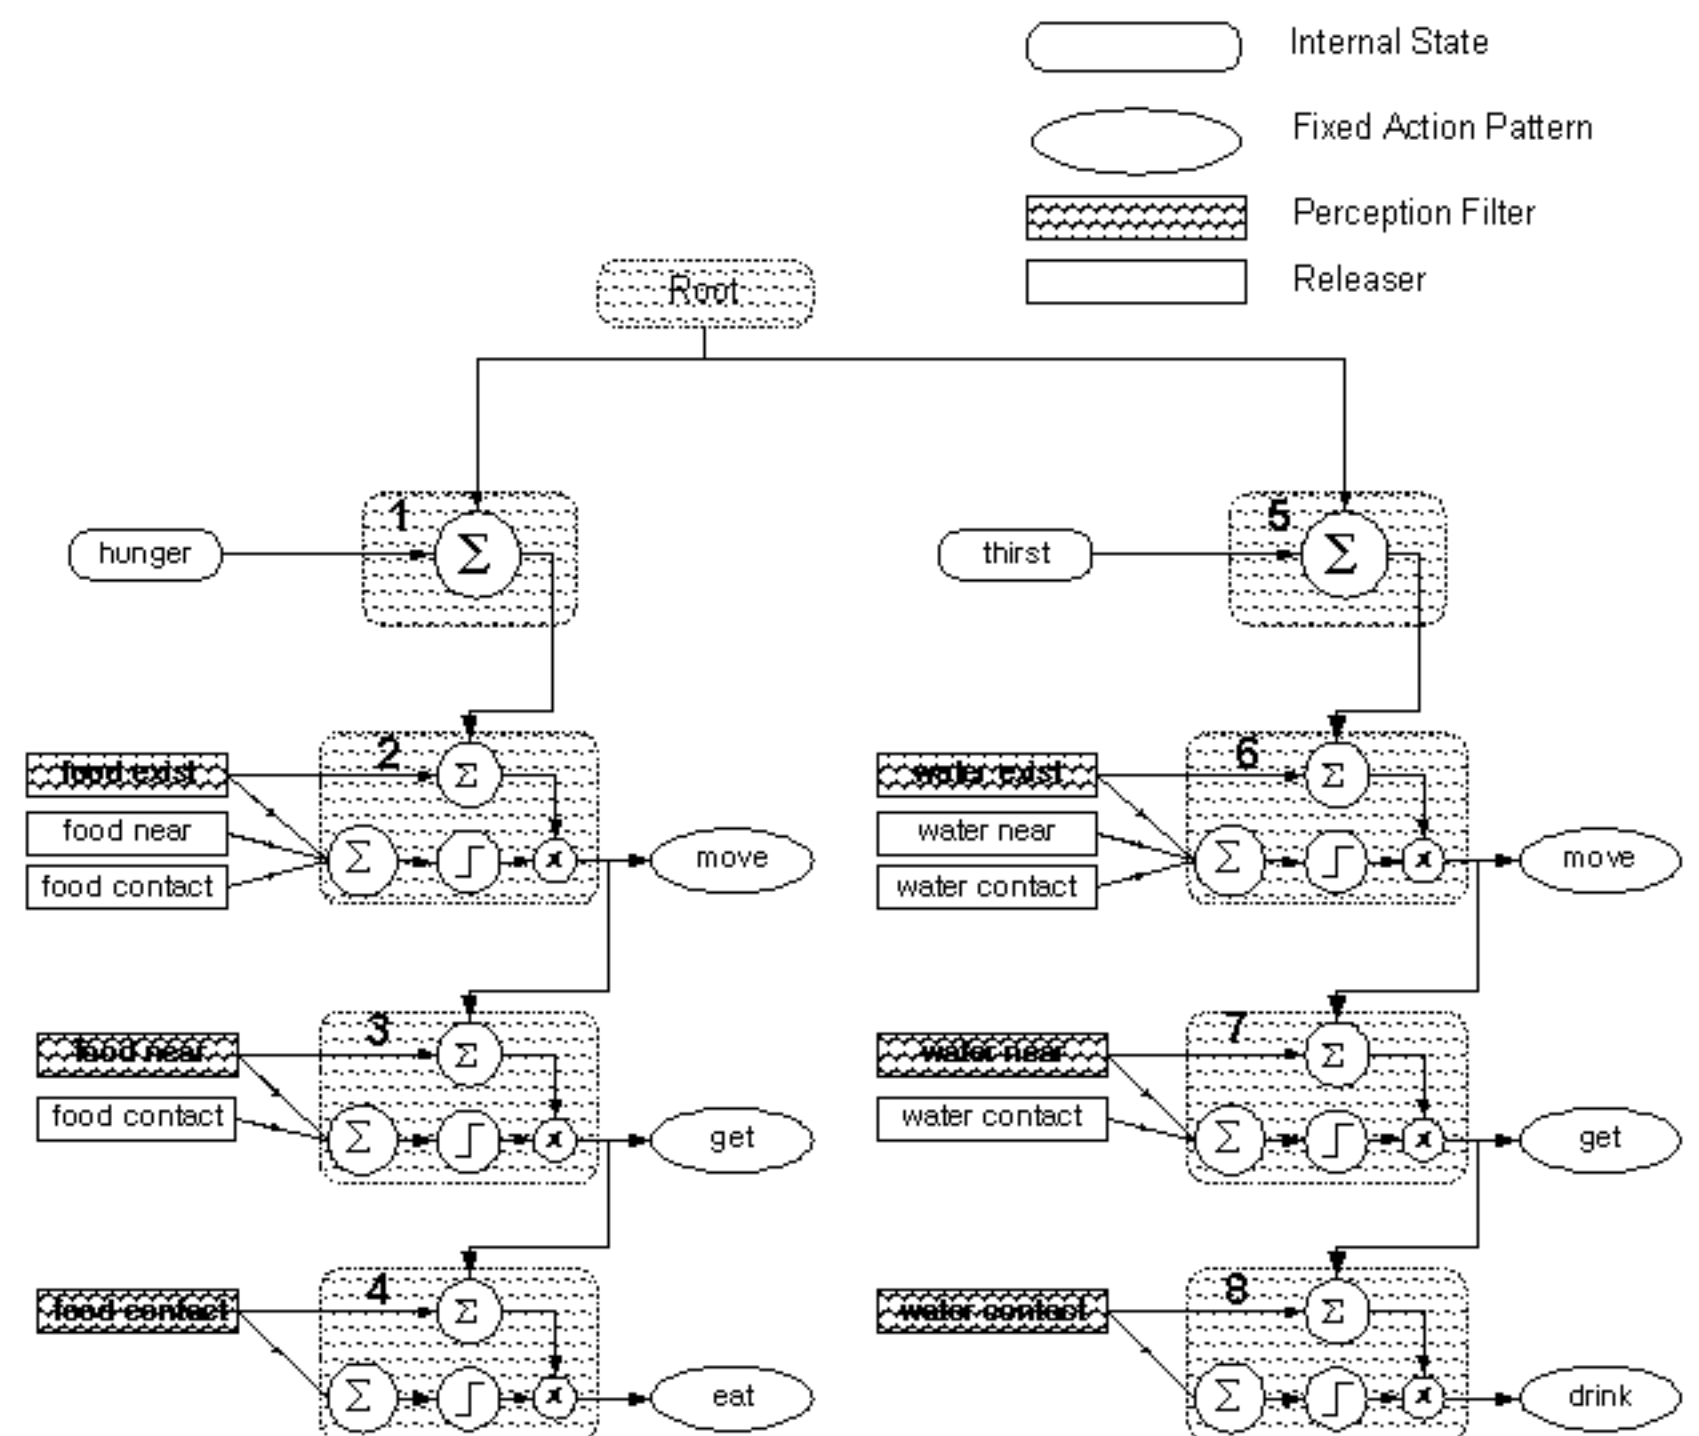 Internal State
Fixed Action Pattern
Perception Filter
Releaser
Root
1
5
hunger
Σ
thirst
Σ
2
6
food exist
Σ
water exist
Σ
food near
water near
food contact
Σ
x
move
water contact
Σ
x
move
3
7
food near
Σ
water near
Σ
food contact
Σ
x
get
water contact
Σ
x
get
4
8
food contact
Σ
water contact
Σ
Σ
x
eat
Σ
x
drink